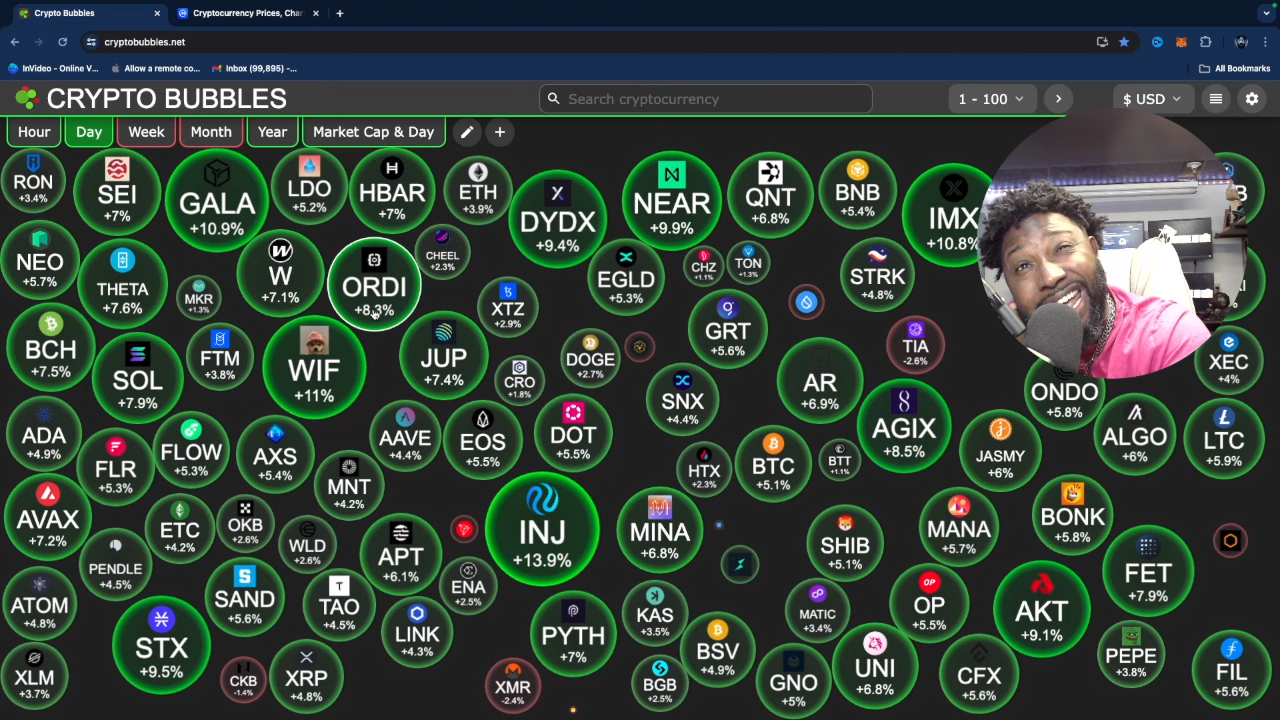 Crypto Bubbles
Cryptocurrency Prices, Char
cryptobubbles.net
InVideo - Online V...
Allow a remote co...
Inbox (99,895) -...
All Bookmarks
CRYPTO BUBBLES
Search cryptocurrency
1 - 100
$ USD
Hour
Day
Week
Month
Year
Market Cap & Day
RON
+3.4%
SEI
+7%
GALA
+10.9%
LDO
+5.2%
HBAR
+7%
ETH
+3.9%
DYDX
+9.4%
NEAR
+9.9%
QNT
+6.8%
BNB
+5.4%
IMX
+10.8%
NEO
+5.7%
THETA
+7.6%
MKR
+1.3%
W
+7.1%
ORDI
CHEEL
+2.3%
XTZ
+2.9%
EGLD
+5.3%
CHZ
+1.1%
TON
+1.3%
STRK
+4.8%
BCH
+7.5%
SOL
+7.9%
FTM
+3.8%
WIF
+11%
JUP
+7.4%
CRO
+1.8%
DOGE
+2.7%
GRT
+5.6%
TIA
-2.6%
XEC
+4%
SNX
+4.4%
AR
+6.9%
ONDO
+5.8%
ADA
+4.9%
FLR
+5.3%
FLOW
+5.3%
AXS
+5.4%
AAVE
+4.4%
EOS
+5.5%
DOT
+5.5%
HTX
+2.3%
BTC
+5.1%
BTT
+1.1%
AGIX
+8.5%
JASMY
+6%
ALGO
+6%
LTC
+5.9%
AVAX
+7.2%
ETC
+4.2%
OKB
+2.6%
MNT
+4.2%
WLD
+2.6%
APT
+6.1%
INJ
+13.9%
MINA
+6.8%
SHIB
+5.1%
MANA
+5.7%
BONK
+5.8%
PENDLE
+4.5%
ENA
+2.5%
FET
+7.9%
ATOM
+4.8%
SAND
+5.6%
TAO
+4.5%
LINK
+4.3%
KAS
+3.5%
MATIC
+3.4%
OP
+5.5%
AKT
+9.1%
STX
+9.5%
PYTH
+7%
BSV
+4.9%
UNI
+6.8%
PEPE
+3.8%
XLM
+3.7%
CKB
-1.4%
XRP
+4.8%
XMR
-2.4%
BGB
+2.5%
GNO
+5%
CFX
+5.6%
FIL
+5.6%